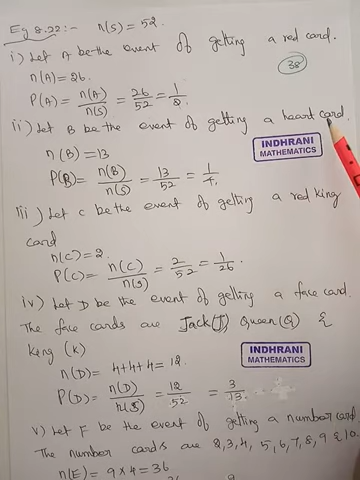 Eg 8.22:- n(S) = 52.
i) Let A be the event of getting a red card.
38
n(A) = 26.
P(A) = n(A)/n(S) = 26/52 = 1/2
ii) Let B be the event of getting a heart card.
INDHRANI
MATHEMATICS
n(B) = 13
P(B) = n(B)/n(S) = 13/52 = 1/4.
iii) Let C be the event of getting a red King
card
n(C) = 2.
P(C) = n(C)/n(S) = 2/52 = 1/26.
iv) Let D be the event of getting a face card.
The face cards are Jack(J), Queen(Q) &
King (K)
INDHRANI
MATHEMATICS
n(D) = 4+4+4 = 12.
P(D) = n(D)/n(S) = 12/52 = 3/13.
v) Let E be the event of getting a number card
The number cards are 2,3,4, 5,6,7,8,9 & 10.
n(E) = 9 x 4 = 36